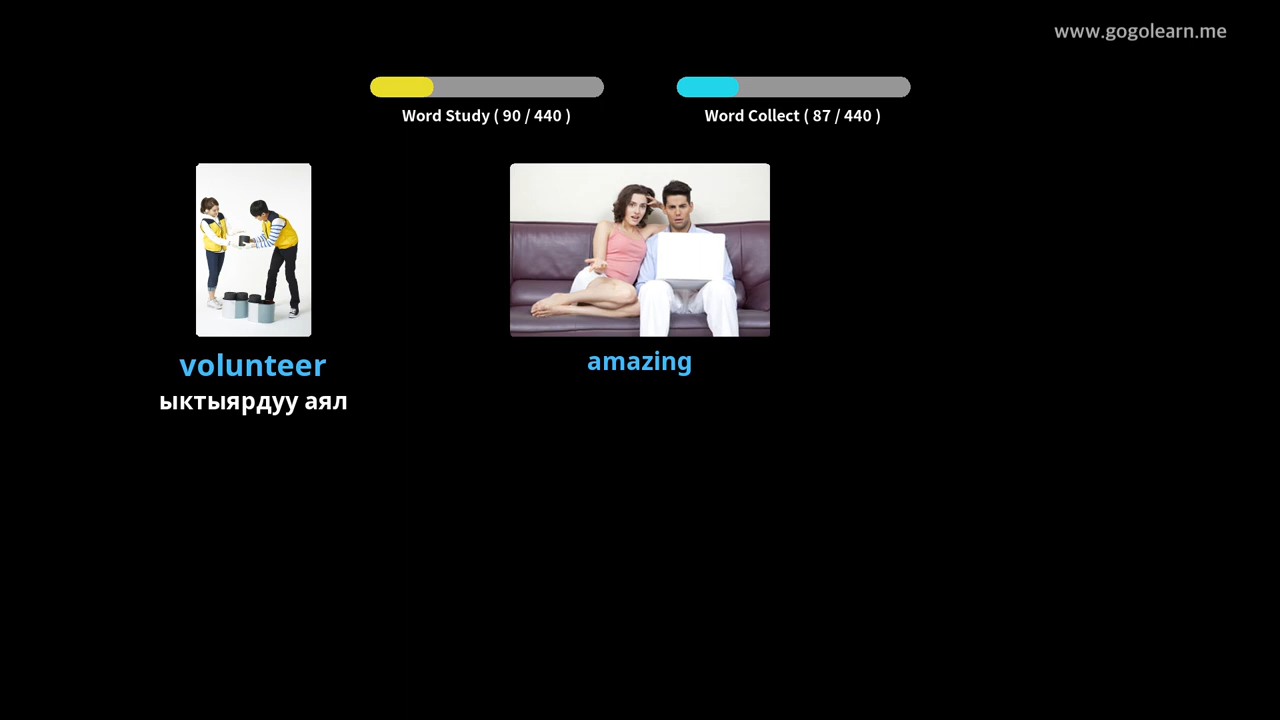 www.gogolearn.me
Word Study ( 90 / 440 )
Word Collect ( 87 / 440 )
volunteer
ыктыярдуу аял
amazing